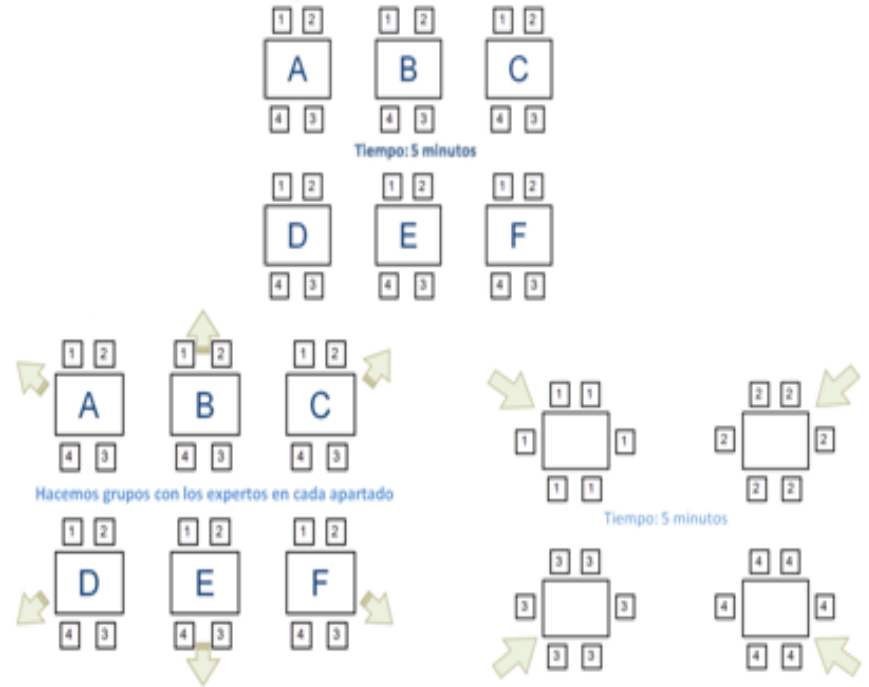 1 2 1 2 1 2
A B C
4 3 4 3 4 3
Tiempo: 5 minutos
1 2 1 2 1 2
D E F
4 3 4 3 4 3
1 2 1 2 1 2
A B C
4 3 4 3 4 3
Hacemos grupos con los expertos en cada apartado
1 2 1 2 1 2
D E F
4 3 4 3 4 3
1 1 2 2
1 1 2 2
1 1 2 2
Tiempo: 5 minutos
3 3 4 4
3 3 4 4
3 3 4 4